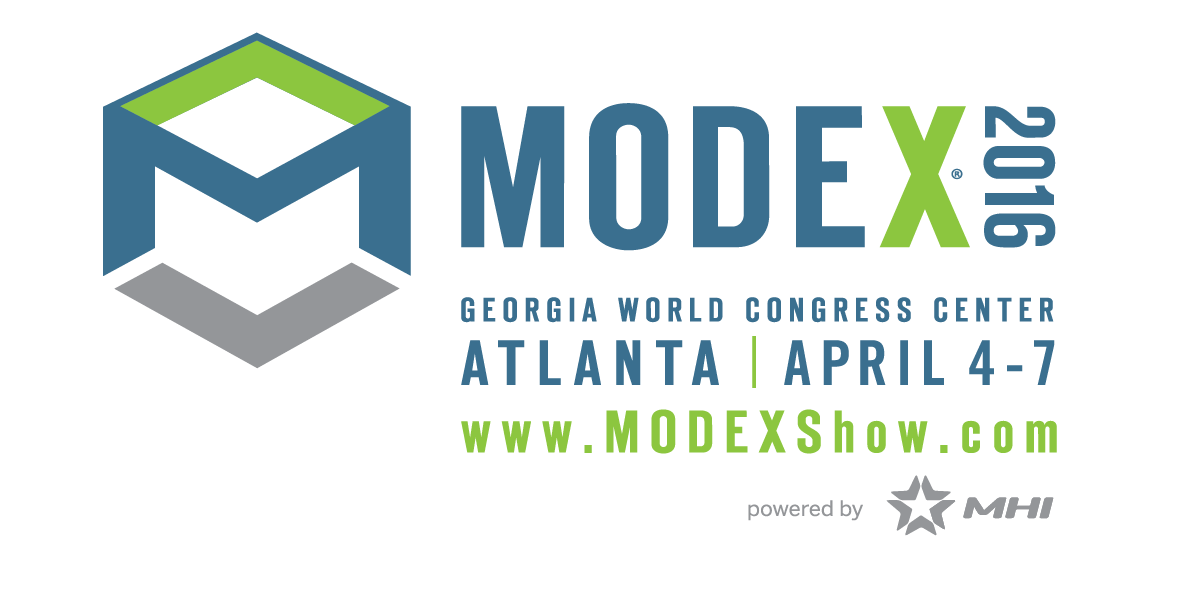 MODEX® 2016
GEORGIA WORLD CONGRESS CENTER
ATLANTA | APRIL 4-7
www.MODEXShow.com
powered by MHI